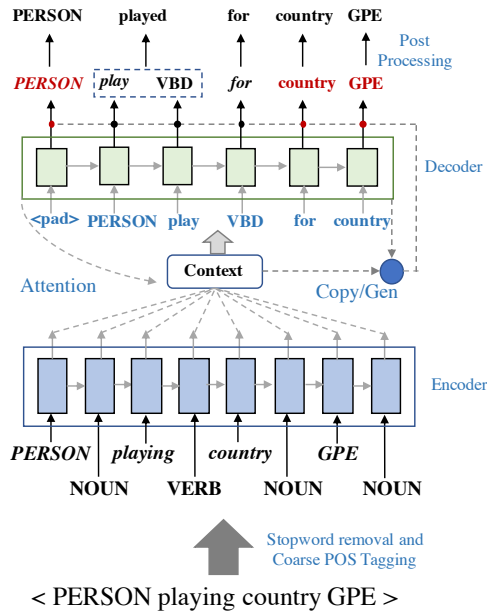 PERSON played for country GPE
Post
Processing
PERSON play VBD for country GPE
Decoder
<pad> PERSON play VBD for country
Context
Attention
Copy/Gen
Encoder
PERSON playing country GPE
NOUN VERB NOUN NOUN
Stopword removal and
Coarse POS Tagging
< PERSON playing country GPE >